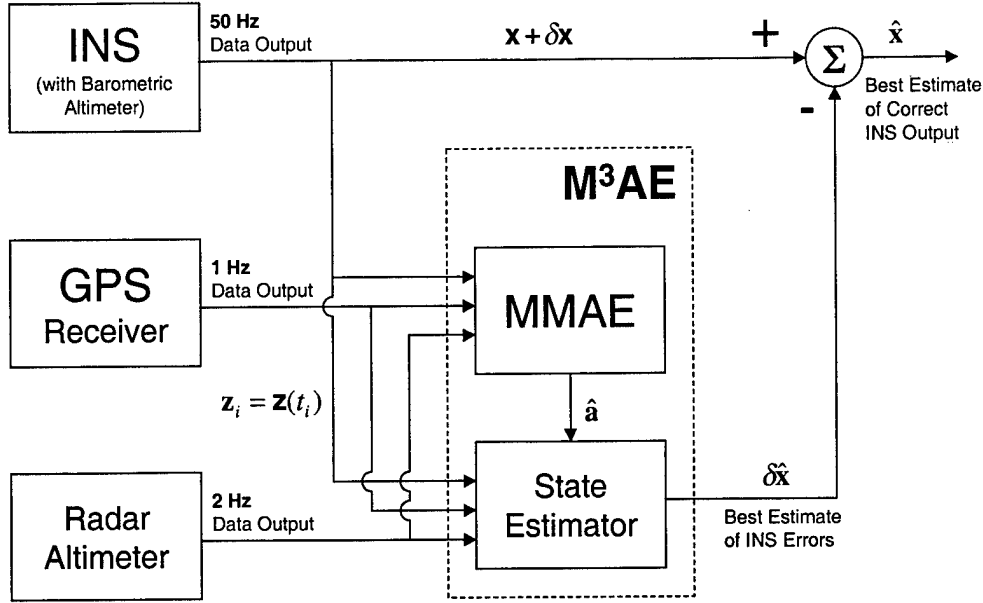 INS
(with Barometric
Altimeter)
50 Hz
Data Output
x + δx
+
Σ
-
x̂
Best Estimate
of Correct
INS Output
M³AE
GPS
Receiver
1 Hz
Data Output
MMAE
zᵢ = z(tᵢ)
â
Radar
Altimeter
2 Hz
Data Output
State
Estimator
δx̂
Best Estimate
of INS Errors